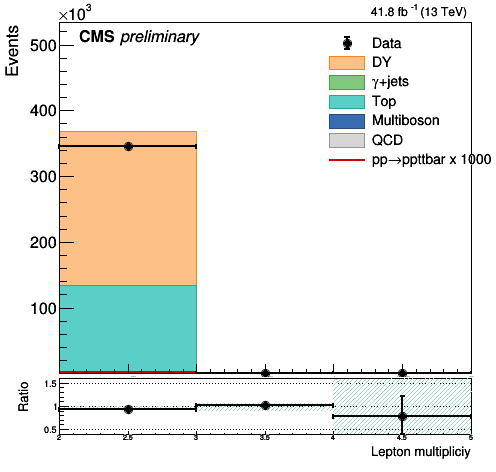 ×10³
41.8 fb ⁻¹ (13 TeV)
CMS preliminary
Events
500
400
300
200
100
Data
DY
γ+jets
Top
Multiboson
QCD
pp→ppttbar x 1000
Ratio
1.5
1
0.5
2 2.5 3 3.5 4 4.5 5
Lepton multipliciy